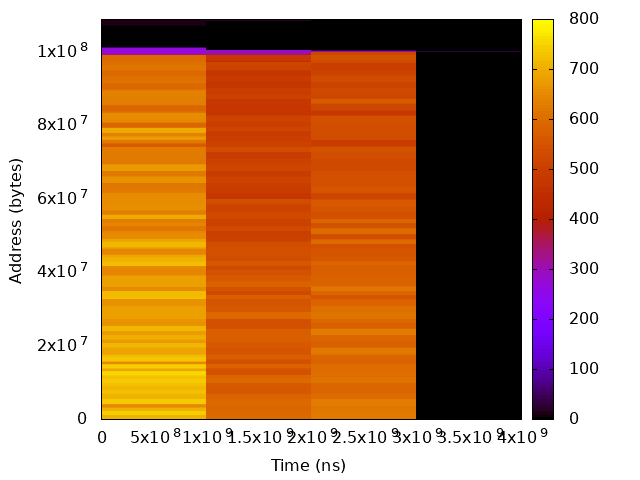 1x10^8
8x10^7
6x10^7
4x10^7
2x10^7
0
Address (bytes)
0 5x10^8 1x10^9 1.5x10^9 2x10^9 2.5x10^9 3x10^9 3.5x10^9 4x10^9
Time (ns)
800
700
600
500
400
300
200
100
0